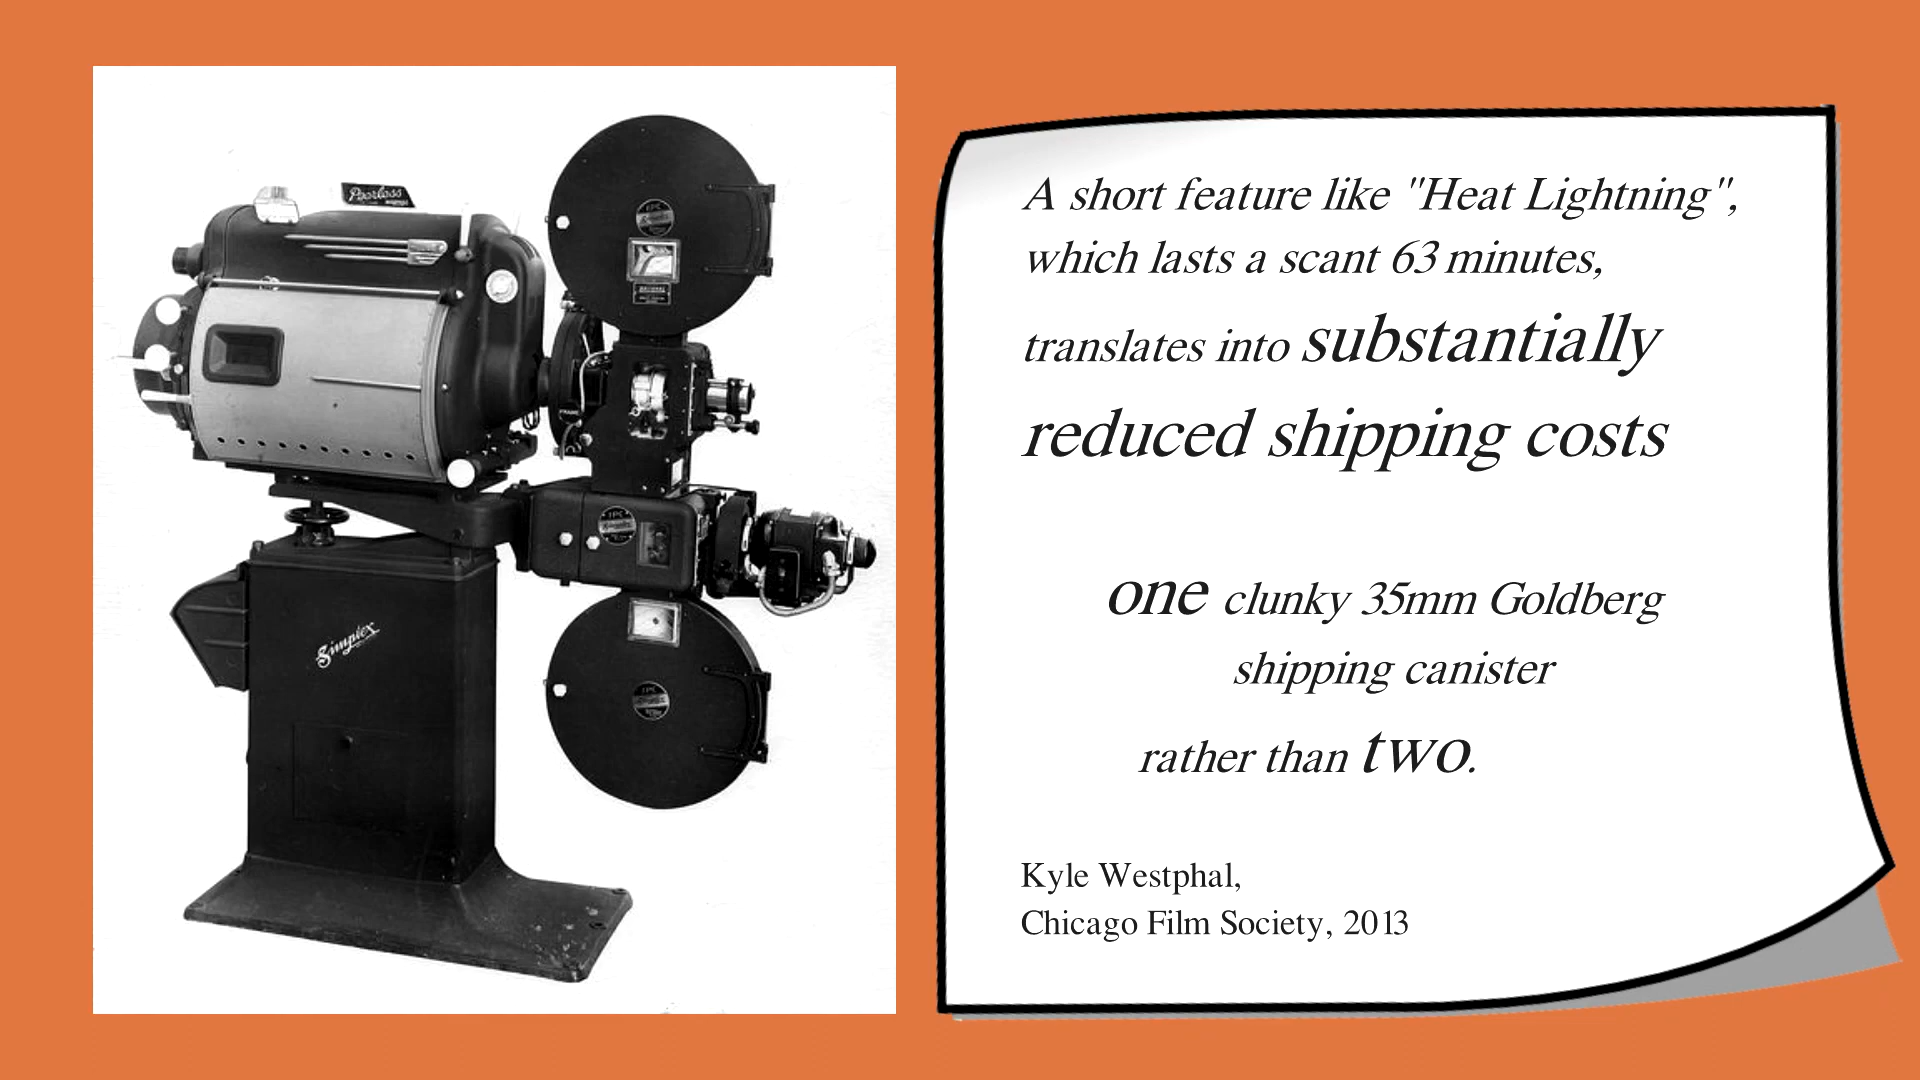 Peerless
Simplex
FRAME
A short feature like "Heat Lightning",
which lasts a scant 63 minutes,
translates into substantially
reduced shipping costs
one clunky 35mm Goldberg
shipping canister
rather than two.
Kyle Westphal,
Chicago Film Society, 2013